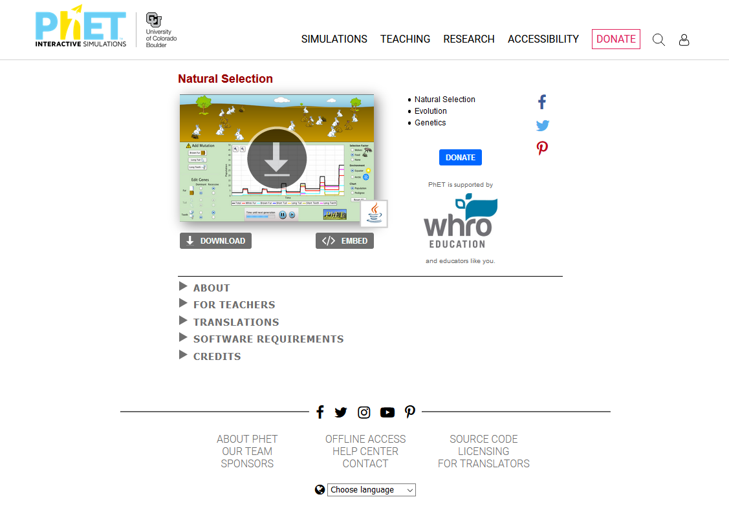 PhET
INTERACTIVE SIMULATIONS
CU
University
of Colorado
Boulder
SIMULATIONS
TEACHING
RESEARCH
ACCESSIBILITY
DONATE
Natural Selection
Add Mutation
Edit Genes
Natural Selection
Evolution
Genetics
DONATE
PhET is supported by
whro
EDUCATION
and educators like you.
DOWNLOAD
EMBED
ABOUT
FOR TEACHERS
TRANSLATIONS
SOFTWARE REQUIREMENTS
CREDITS
ABOUT PHET
OUR TEAM
SPONSORS
OFFLINE ACCESS
HELP CENTER
CONTACT
SOURCE CODE
LICENSING
FOR TRANSLATORS
Choose language